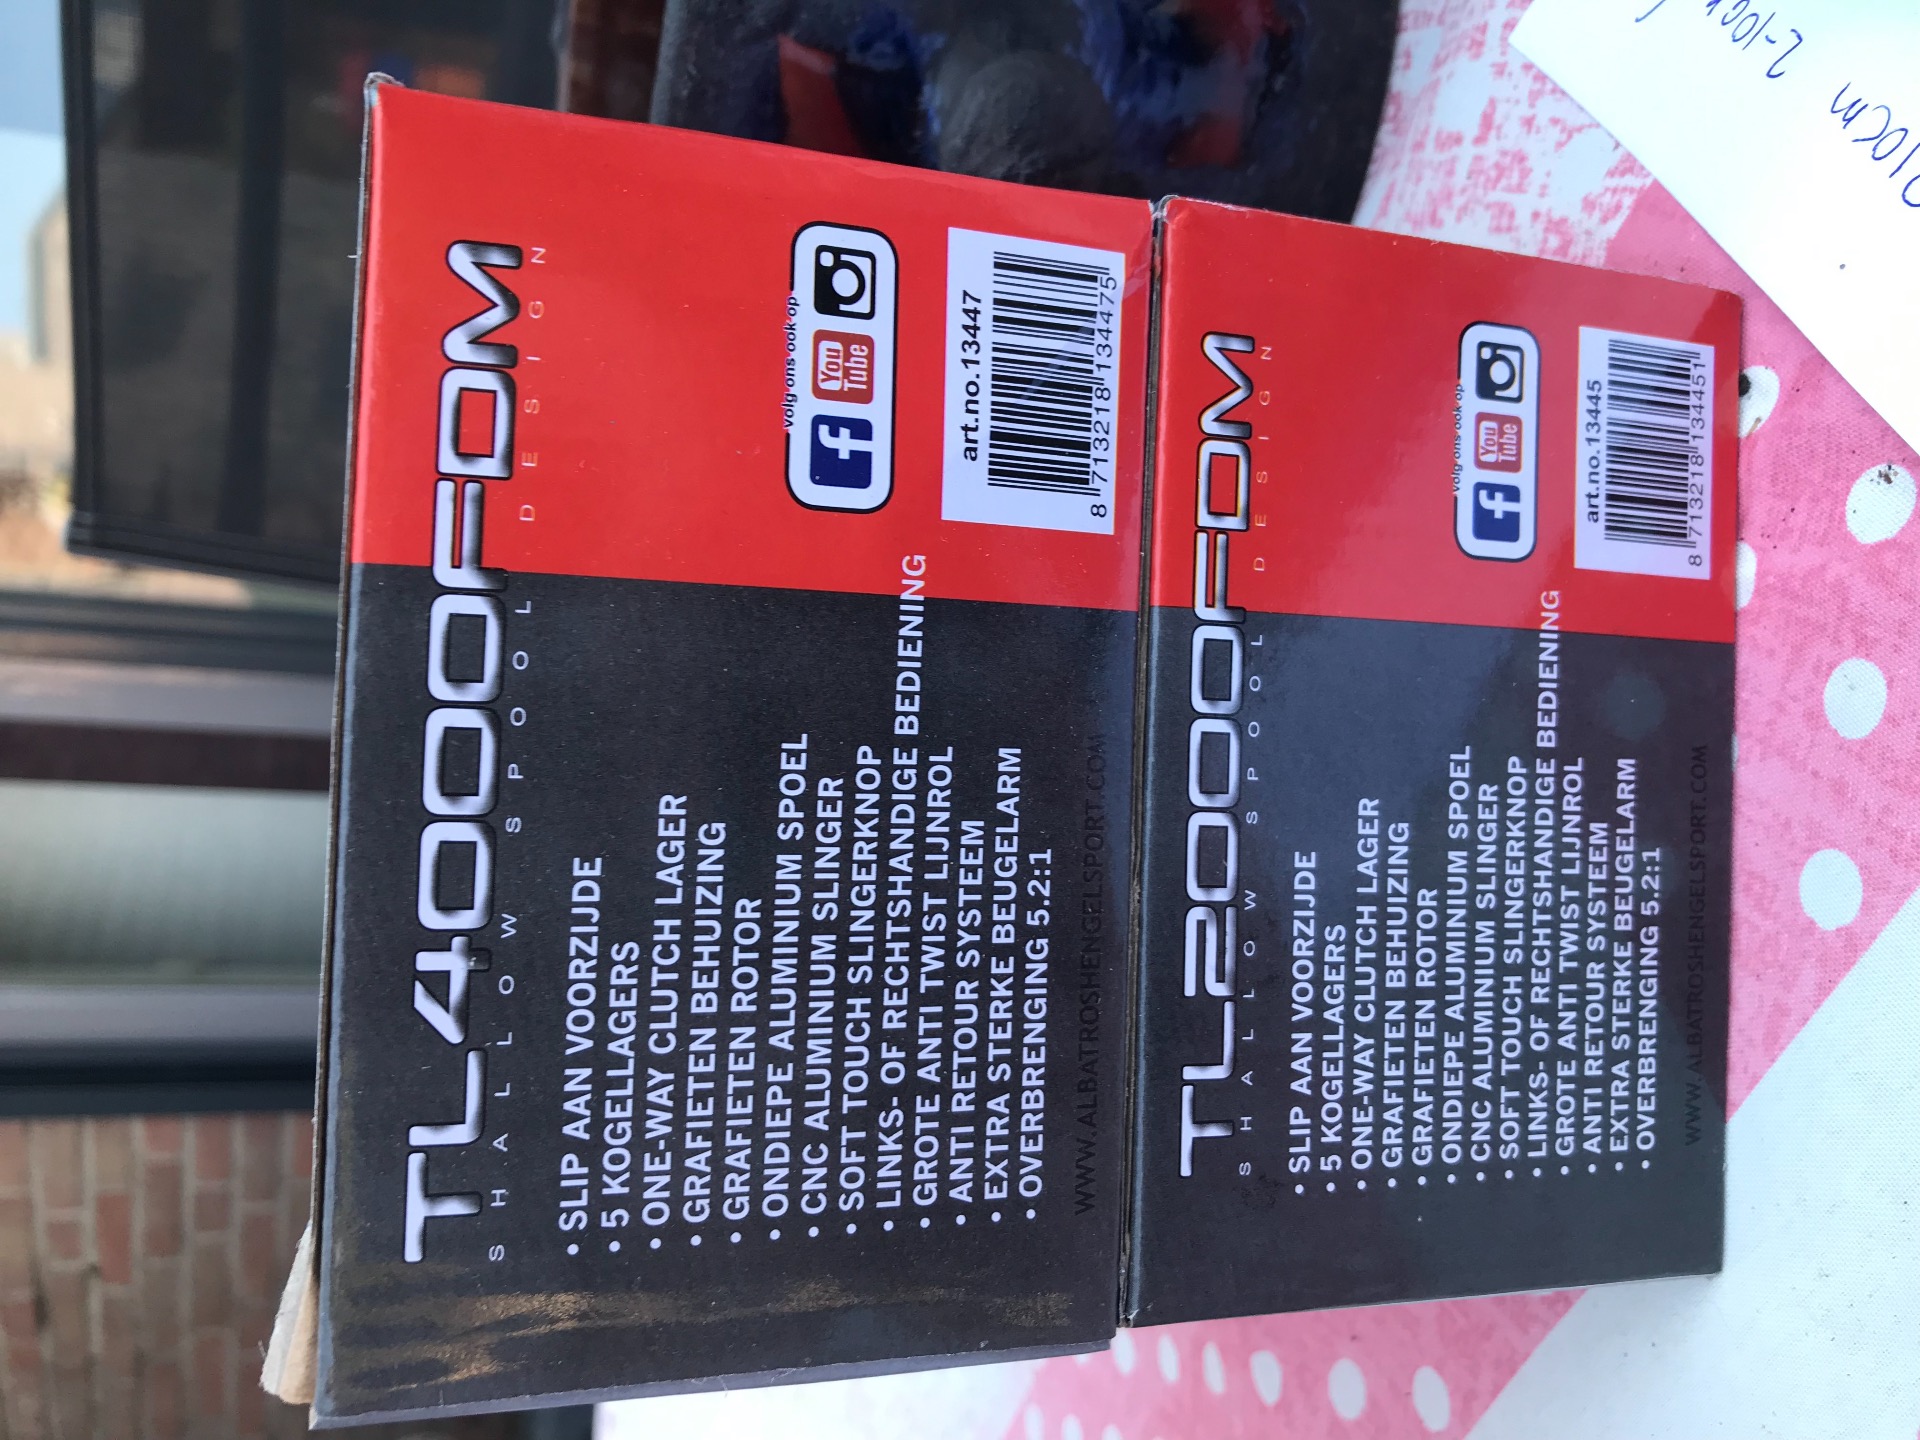 TL4000FDM
SHALLOW SPOOL DESIGN
• SLIP AAN VOORZIJDE
• 5 KOGELLAGERS
• ONE-WAY CLUTCH LAGER
• GRAFIETEN BEHUIZING
• GRAFIETEN ROTOR
• ONDIEPE ALUMINIUM SPOEL
• CNC ALUMINIUM SLINGER
• SOFT TOUCH SLINGERKNOP
• LINKS- OF RECHTSHANDIGE BEDIENING
• GROTE ANTI TWIST LIJNROL
• ANTI RETOUR SYSTEEM
• EXTRA STERKE BEUGELARM
• OVERBRENGING 5.2:1
WWW.ALBATROSHENGELSPORT.COM
volg ons ook op
f You
Tube
art.no.13447
8 713218 134475
TL2000FDM
SHALLOW SPOOL DESIGN
• SLIP AAN VOORZIJDE
• 5 KOGELLAGERS
• ONE-WAY CLUTCH LAGER
• GRAFIETEN BEHUIZING
• GRAFIETEN ROTOR
• ONDIEPE ALUMINIUM SPOEL
• CNC ALUMINIUM SLINGER
• SOFT TOUCH SLINGERKNOP
• LINKS- OF RECHTSHANDIGE BEDIENING
• GROTE ANTI TWIST LIJNROL
• ANTI RETOUR SYSTEEM
• EXTRA STERKE BEUGELARM
• OVERBRENGING 5.2:1
WWW.ALBATROSHENGELSPORT.COM
volg ons ook op
f You
Tube
art.no.13445
8 713218 134451